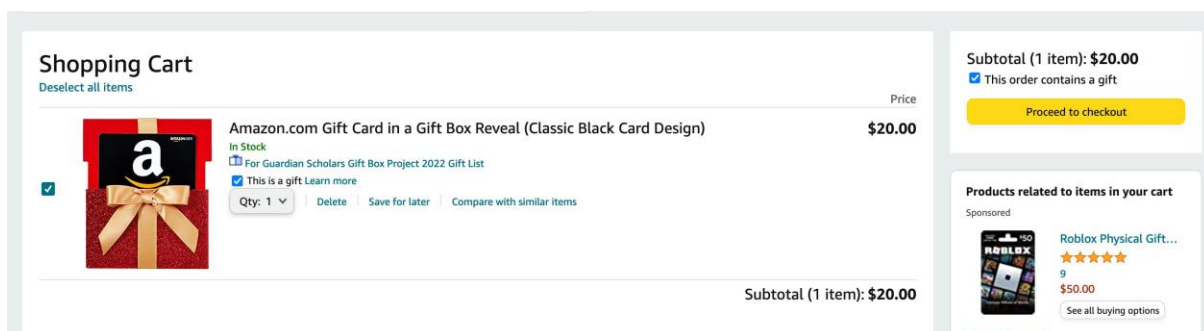 Shopping Cart
Deselect all items
Price
amazon.com
a
Amazon.com Gift Card in a Gift Box Reveal (Classic Black Card Design)
$20.00
In Stock
For Guardian Scholars Gift Box Project 2022 Gift List
This is a gift Learn more
Qty: 1
Delete
Save for later
Compare with similar items
Subtotal (1 item): $20.00
Subtotal (1 item): $20.00
This order contains a gift
Proceed to checkout
Products related to items in your cart
Sponsored
$50
ROBLOX
Roblox Physical Gift...
9
$50.00
See all buying options